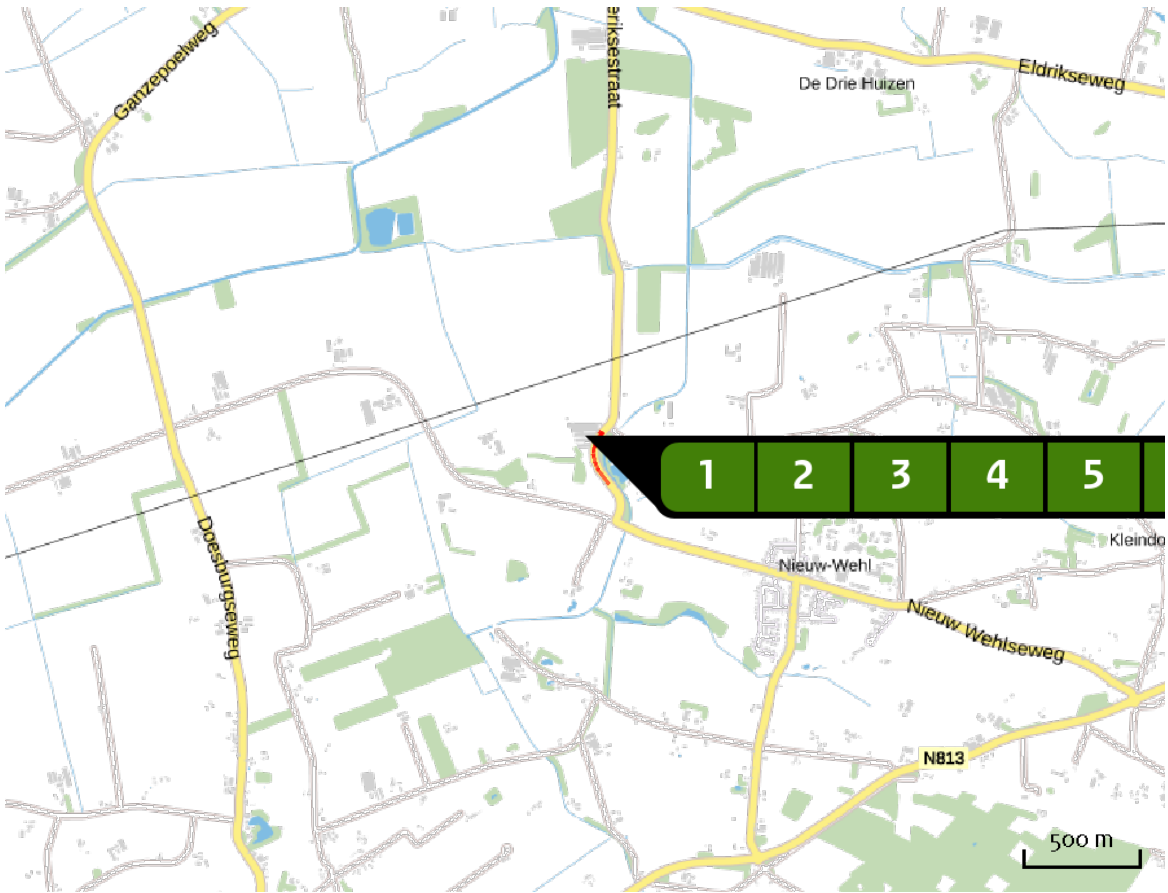 Ganzepoelweg
eriksestraat
De Drie Huizen
Eldrikseweg
1 2 3 4 5
Kleindo
Nieuw-Wehl
Doesburgseweg
Nieuw Wehlseweg
N813
500 m